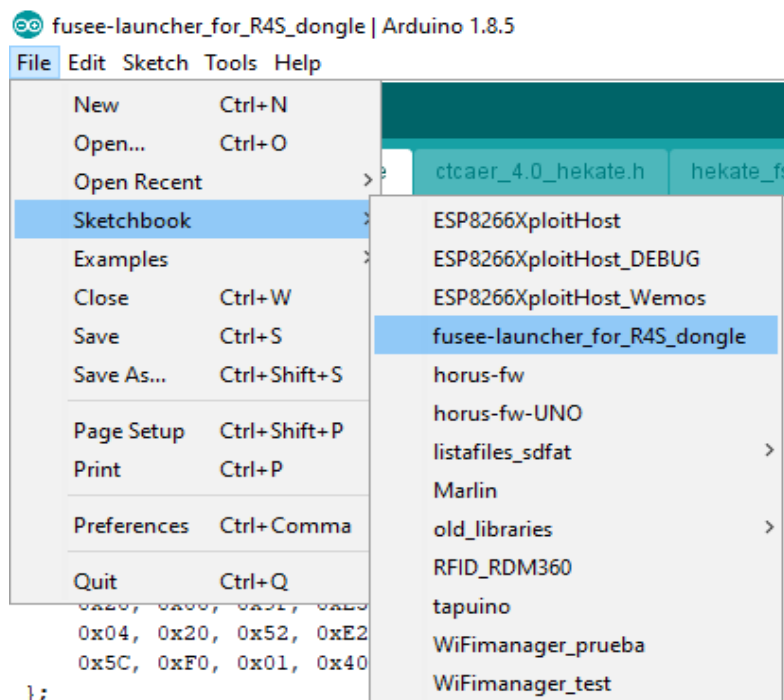 fusee-launcher_for_R4S_dongle | Arduino 1.8.5
File Edit Sketch Tools Help
New Ctrl+N
Open... Ctrl+O
Open Recent >
Sketchbook >
Examples >
Close Ctrl+W
Save Ctrl+S
Save As... Ctrl+Shift+S
Page Setup Ctrl+Shift+P
Print Ctrl+P
Preferences Ctrl+Comma
Quit Ctrl+Q
ctcaer_4.0_hekate.h
ESP8266XploitHost
ESP8266XploitHost_DEBUG
ESP8266XploitHost_Wemos
fusee-launcher_for_R4S_dongle
horus-fw
horus-fw-UNO
listafiles_sdfat >
Marlin
old_libraries >
RFID_RDM360
tapuino
WiFimanager_prueba
WiFimanager_test
0x04, 0x20, 0x52, 0xE2
0x5C, 0xF0, 0x01, 0x40
};